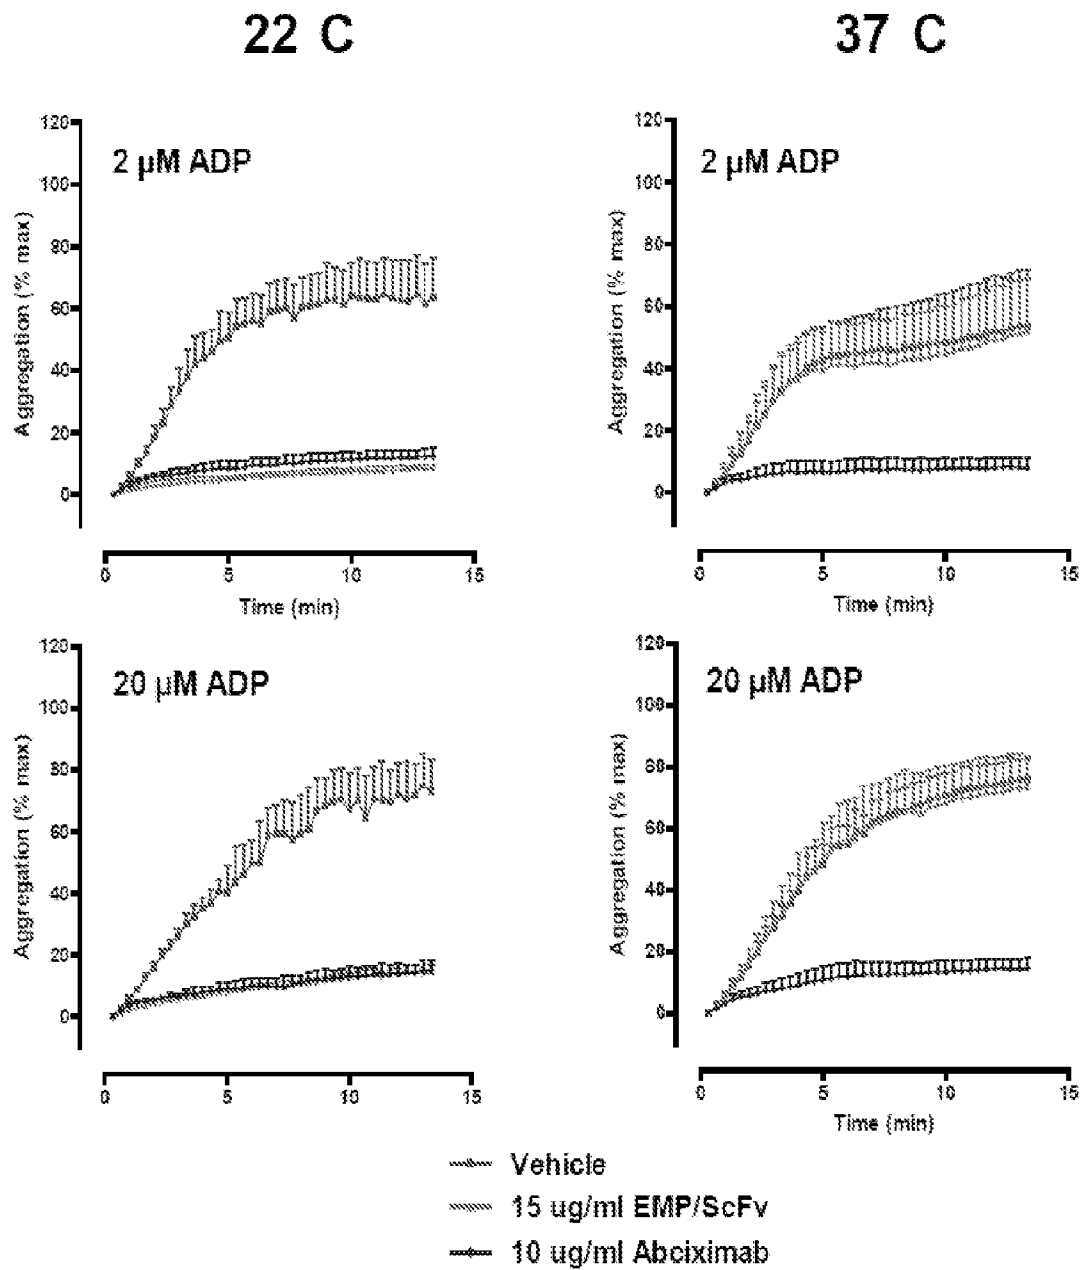 22 C
37 C
120
2 µM ADP
100
80
60
40
20
0
Aggregation (% max)
0 5 10 15
Time (min)
120
2 µM ADP
100
80
60
40
20
0
Aggregation (% max)
0 5 10 15
Time (min)
120
20 µM ADP
100
80
60
40
20
0
Aggregation (% max)
0 5 10 15
120
20 µM ADP
100
80
60
40
20
0
Aggregation (% max)
0 5 10 15
Time (min)
Vehicle
15 ug/ml EMP/ScFv
10 ug/ml Abciximab